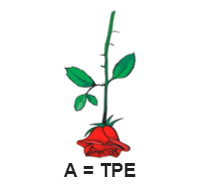 A = TPE